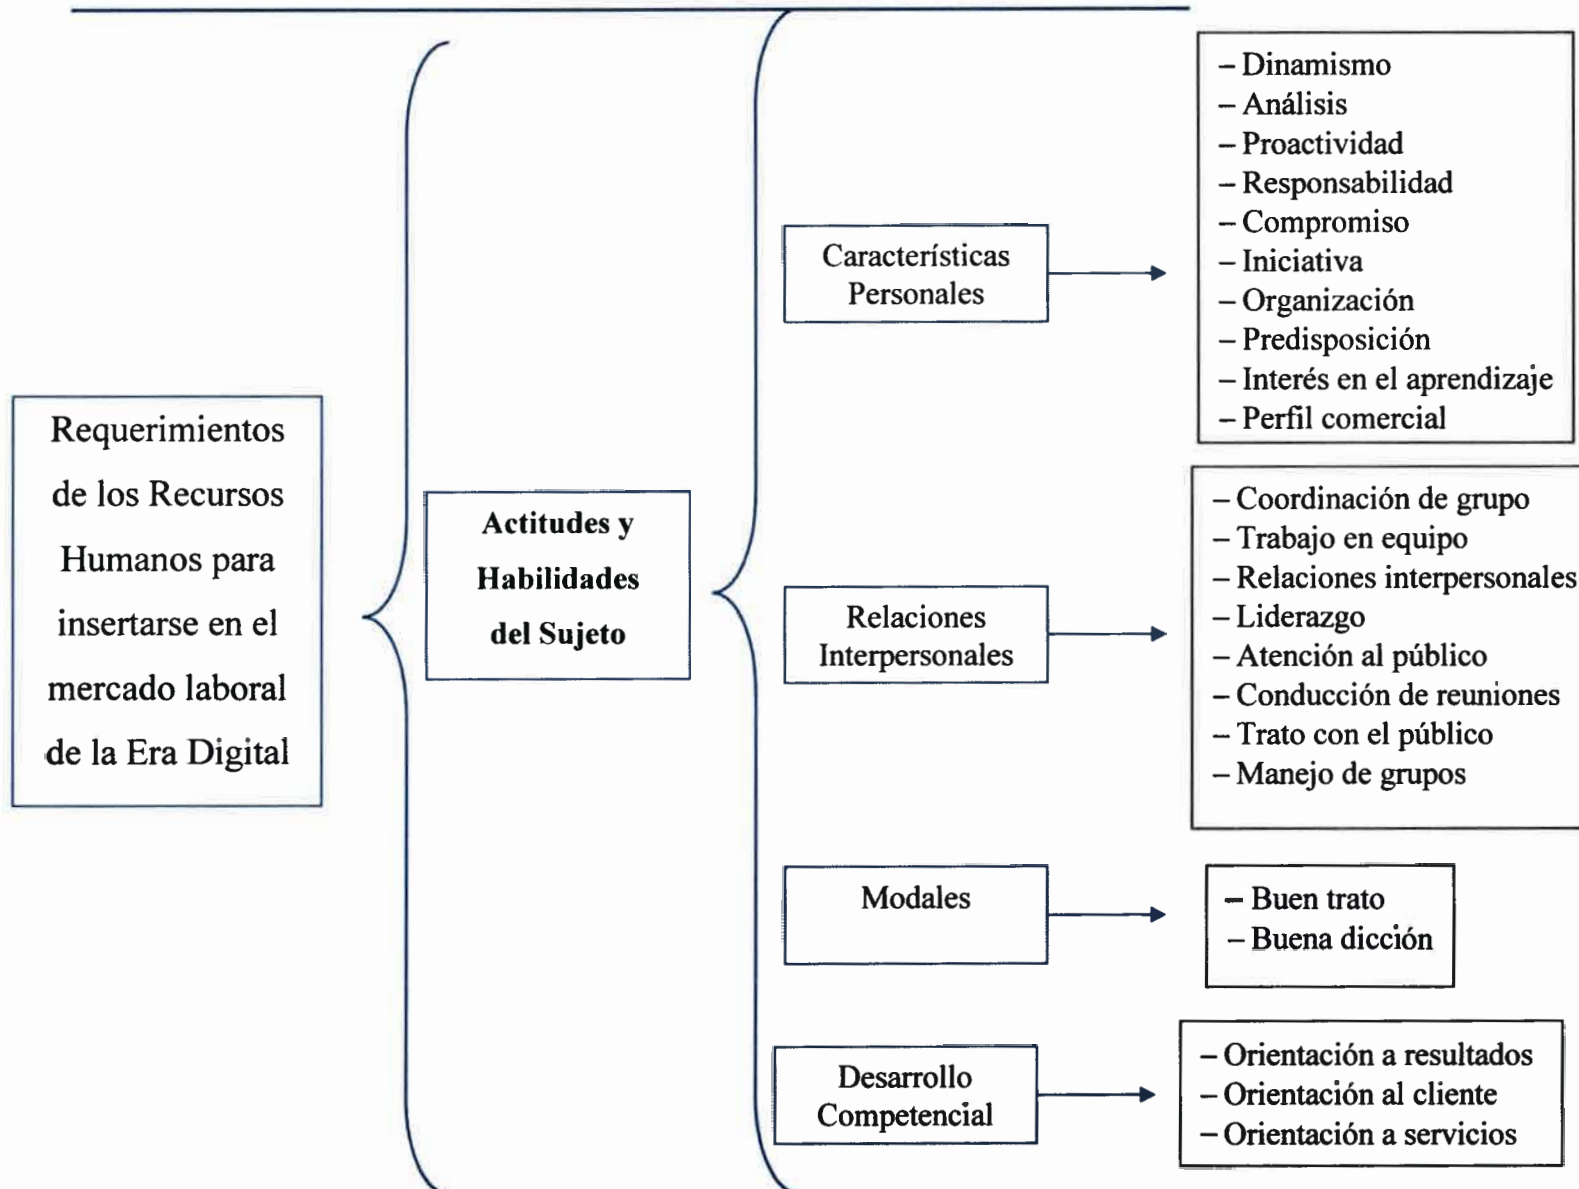 Requerimientos
de los Recursos
Humanos para
insertarse en el
mercado laboral
de la Era Digital
Actitudes y
Habilidades
del Sujeto
Característicias
Personales
– Dinamismo
– Análisis
– Proactividad
– Responsabilidad
– Compromiso
– Iniciativa
– Organización
– Predisposición
– Interés en el aprendizaje
– Perfil comercial
Relaciones
Interpersonales
– Coordinación de grupo
– Trabajo en equipo
– Relaciones interpersonales
– Liderazgo
– Atención al público
– Conducción de reuniones
– Trato con el público
– Manejo de grupos
Modales
– Buen trato
– Buena dicción
Desarrollo
Competencial
– Orientación a resultados
– Orientación al cliente
– Orientación a servicios